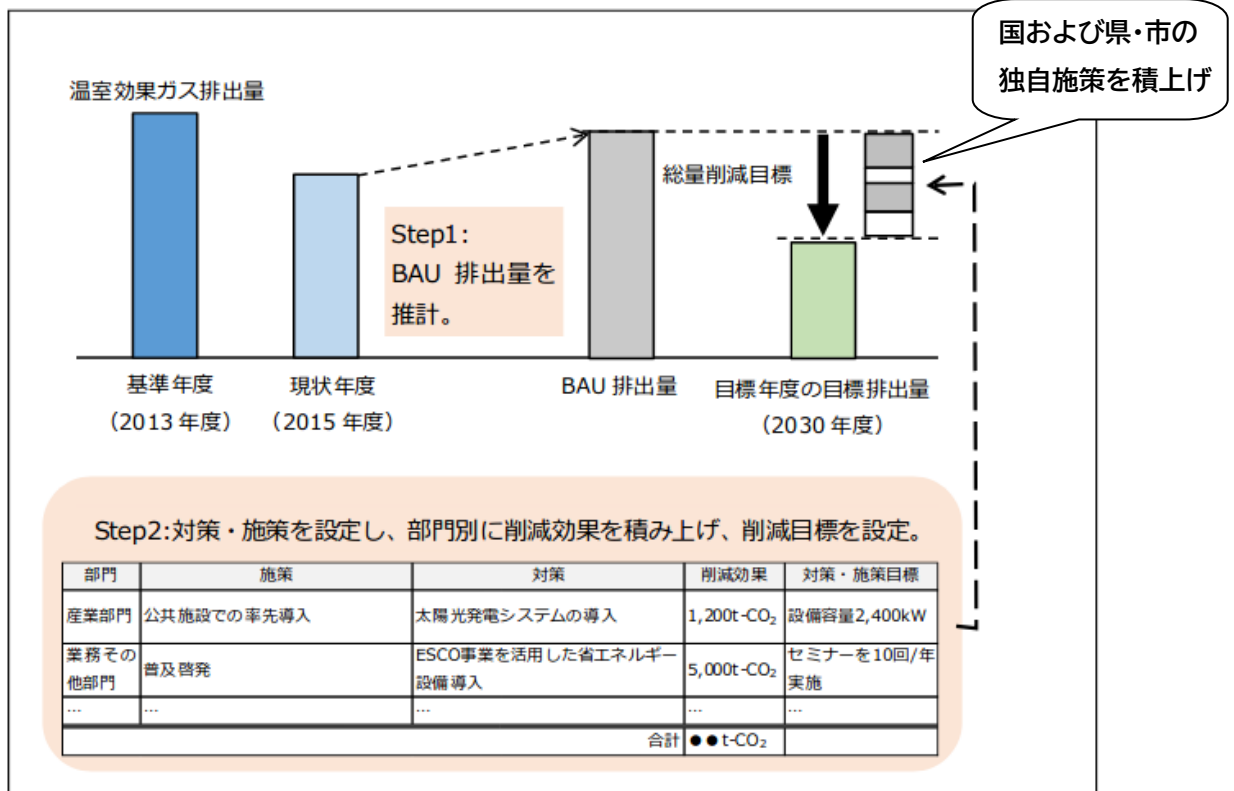 国および県・市の
独自施策を積上げ
温室効果ガス排出量
総量削減目標
Step1:
BAU 排出量を
推計。
基準年度
（2013 年度）
現状年度
（2015 年度）
BAU 排出量
目標年度の目標排出量
（2030 年度）
Step2:対策・施策を設定し、部門別に削減効果を積み上げ、削減目標を設定。
部門 施策 対策 削減効果 対策・施策目標
産業部門 公共施設での率先導入 太陽光発電システムの導入 1,200t-CO₂ 設備容量2,400kW
業務その
他部門
普及啓発
ESCO事業を活用した省エネルギー
設備導入
5,000t-CO₂
セミナーを10回/年
実施
… … … … …
合計 ●●t-CO₂